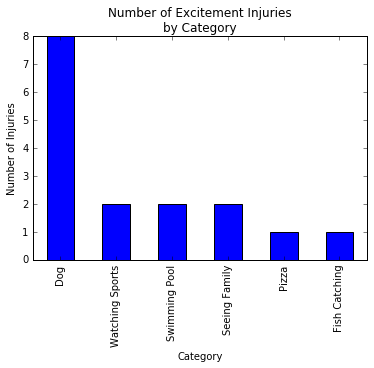 Number of Excitement Injuries
by Category
8
7
6
5
4
3
2
1
0
Number of Injuries
Dog
Watching Sports
Swimming Pool
Seeing Family
Pizza
Fish Catching
Category